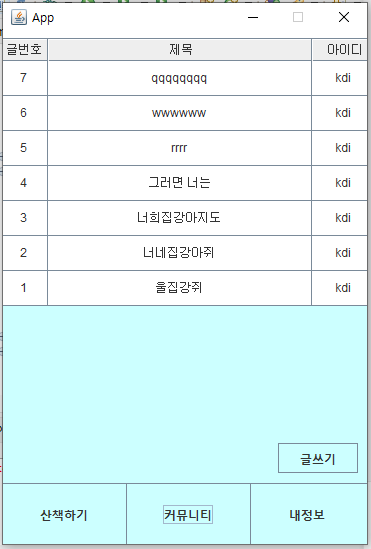 App
글번호 제목 아이디
7 qqqqqqqq kdi
6 wwwwww kdi
5 rrrr kdi
4 그러면 너는 kdi
3 너희집강아지도 kdi
2 너네집강아쥐 kdi
1 울집강쥐 kdi
글쓰기
산책하기 커뮤니티 내정보